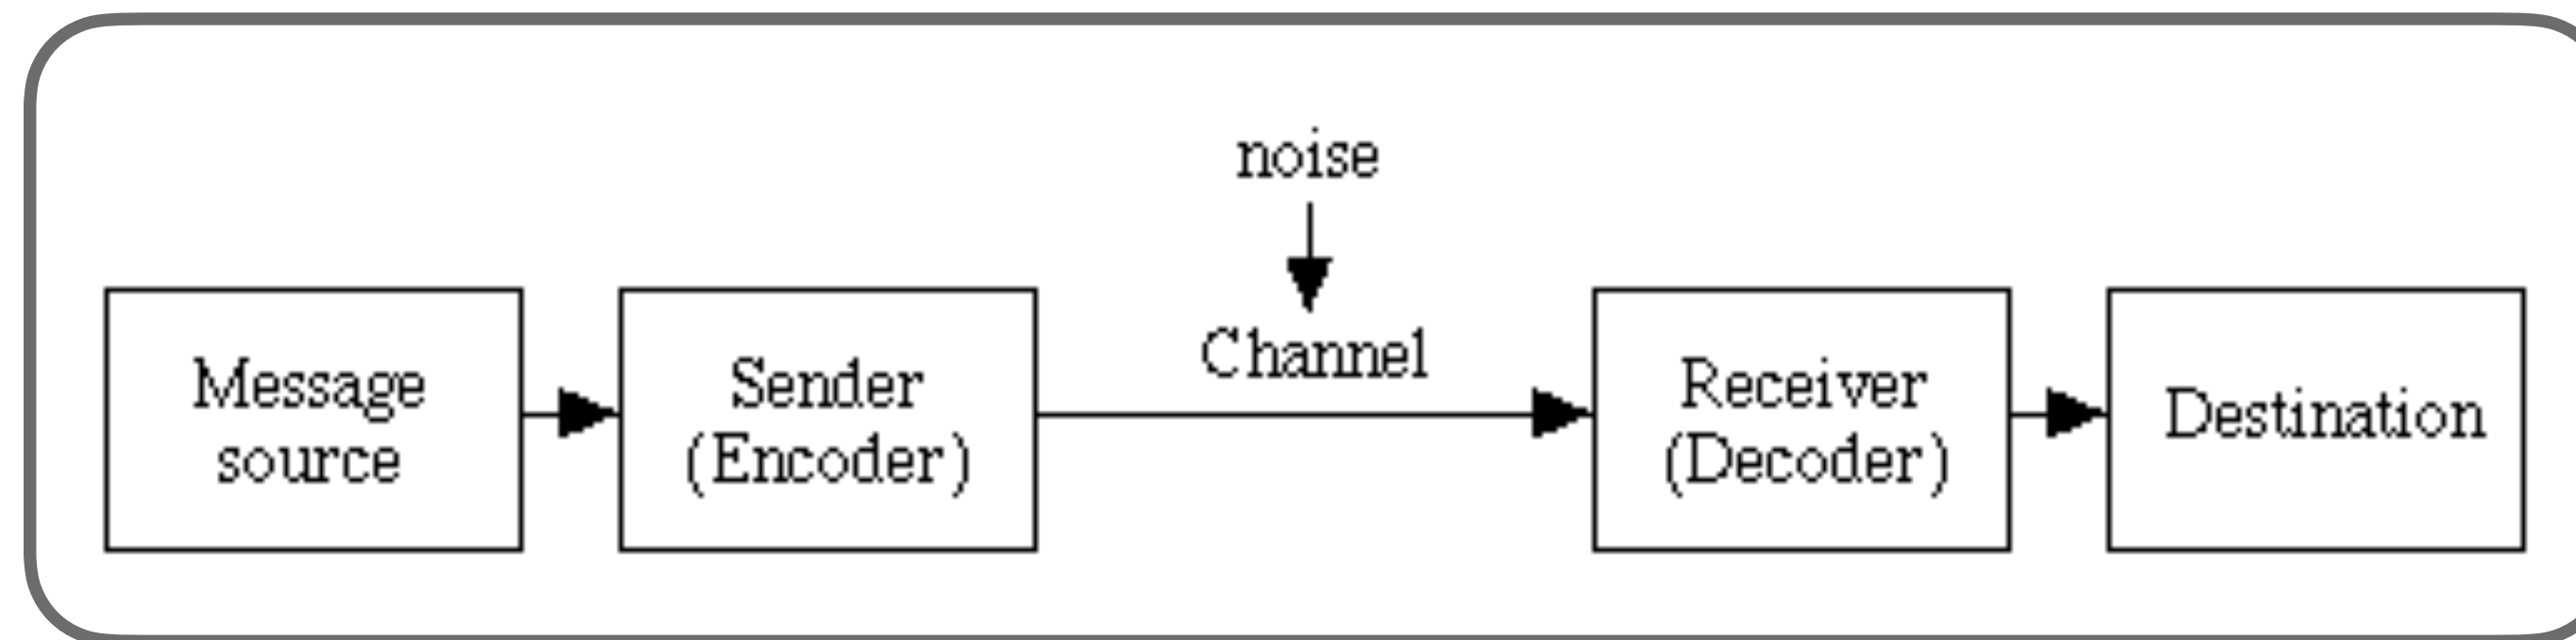 noise
Channel
Message
source
Sender
(Encoder)
Receiver
(Decoder)
Destination